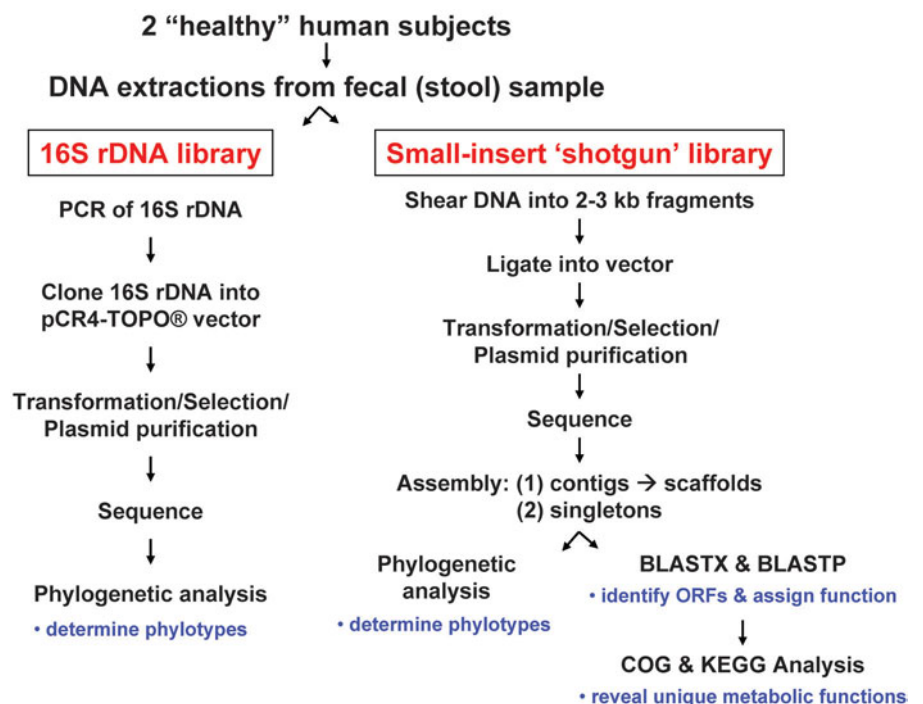 2 “healthy” human subjects
DNA extractions from fecal (stool) sample
16S rDNA library
PCR of 16S rDNA
Clone 16S rDNA into
pCR4-TOPO® vector
Transformation/Selection/
Plasmid purification
Sequence
Phylogenetic analysis
• determine phylotypes
Small-insert ‘shotgun’ library
Shear DNA into 2-3 kb fragments
Ligate into vector
Transformation/Selection/
Plasmid purification
Sequence
Assembly: (1) contigs → scaffolds
(2) singletons
Phylogenetic
analysis
• determine phylotypes
BLASTX & BLASTP
• identify ORFs & assign function
COG & KEGG Analysis
• reveal unique metabolic functions